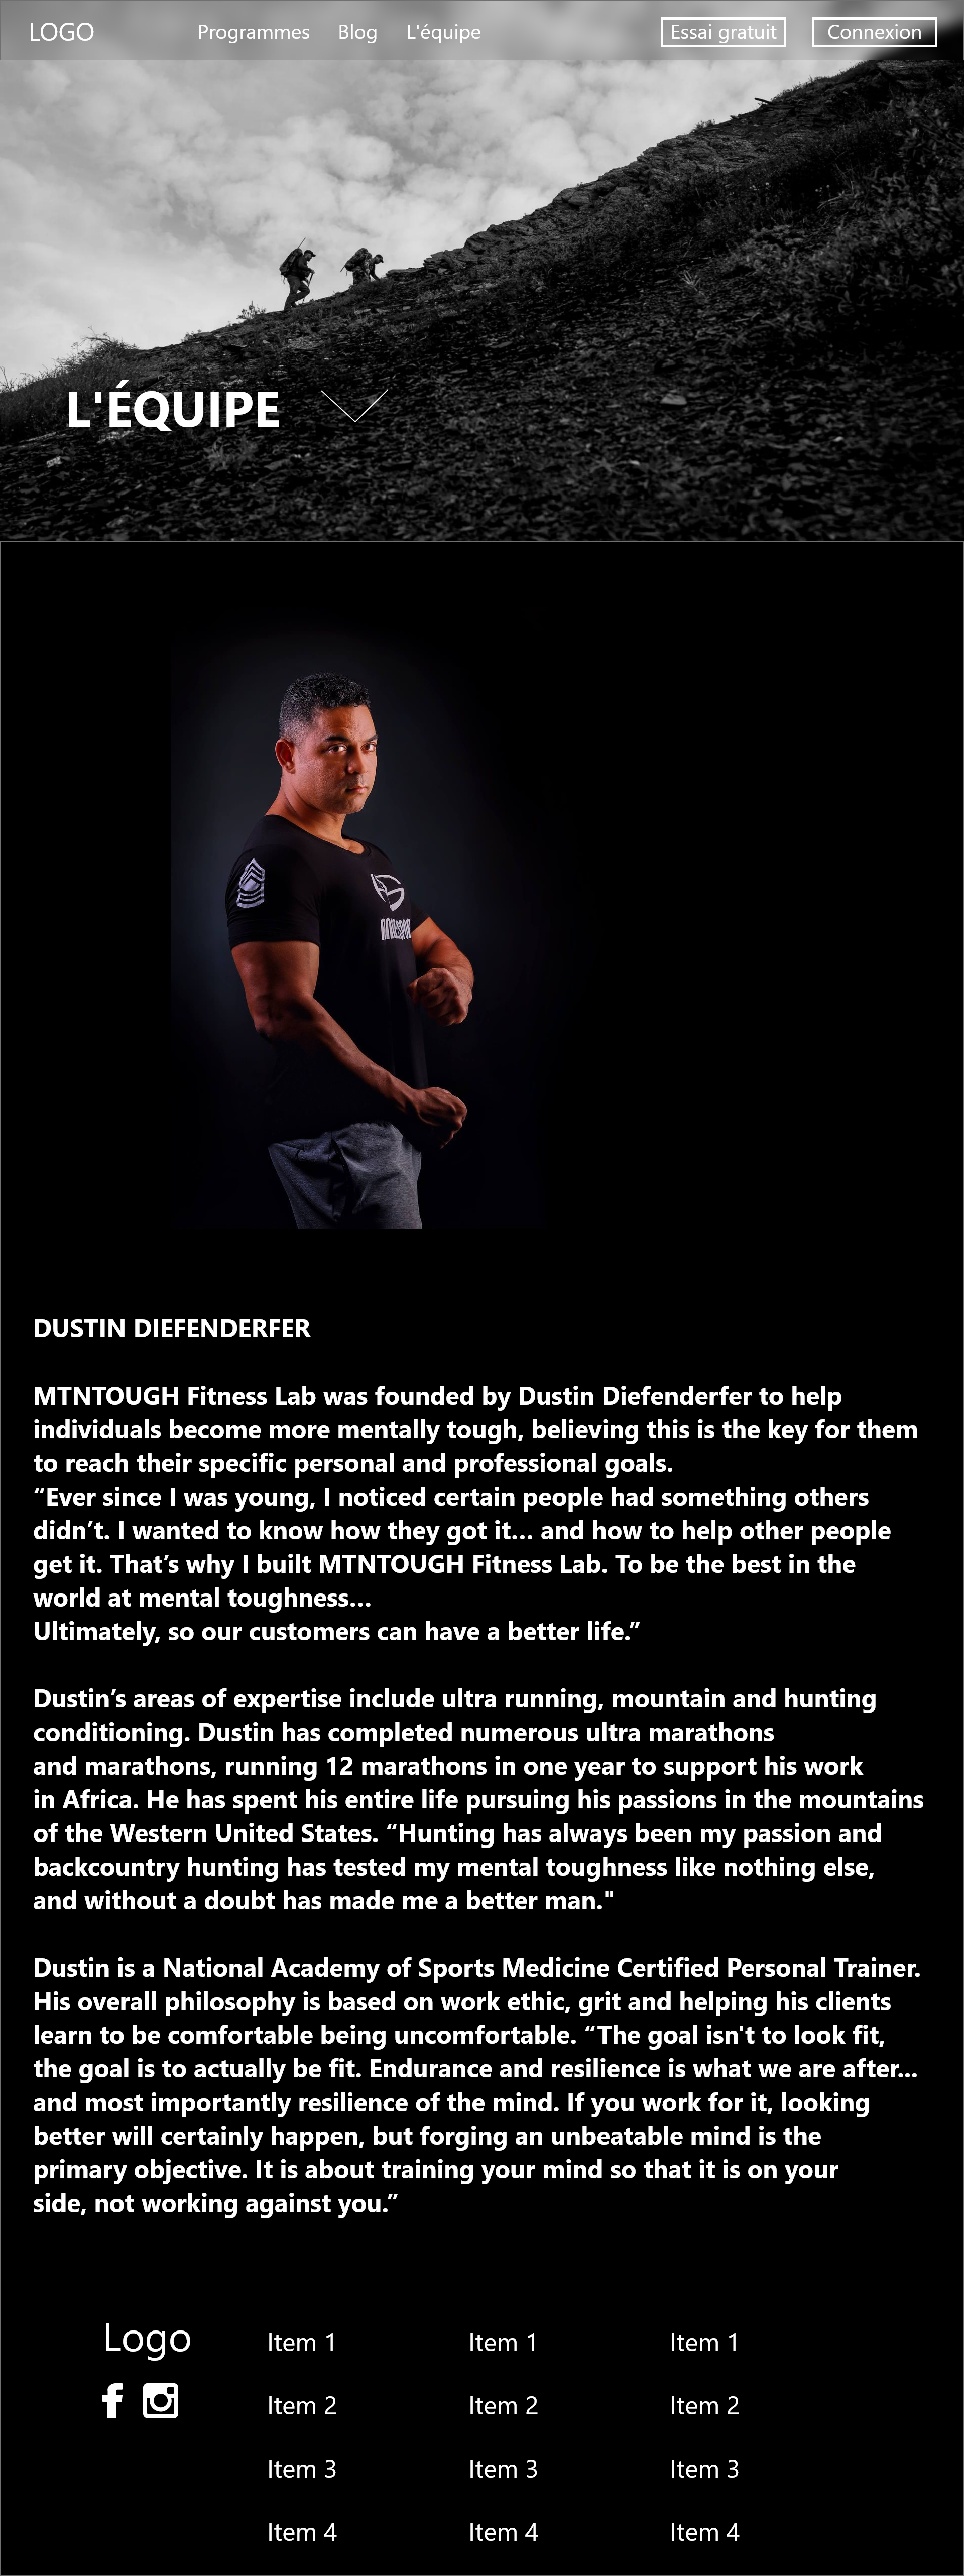 LOGO Programmes Blog L'équipe Essai gratuit Connexion
L'ÉQUIPE
DUSTIN DIEFENDERFER
MTNTOUGH Fitness Lab was founded by Dustin Diefenderfer to help
individuals become more mentally tough, believing this is the key for them
to reach their specific personal and professional goals.
“Ever since I was young, I noticed certain people had something others
didn’t. I wanted to know how they got it… and how to help other people
get it. That’s why I built MTNTOUGH Fitness Lab. To be the best in the
world at mental toughness…
Ultimately, so our customers can have a better life.”
Dustin’s areas of expertise include ultra running, mountain and hunting
conditioning. Dustin has completed numerous ultra marathons
and marathons, running 12 marathons in one year to support his work
in Africa. He has spent his entire life pursuing his passions in the mountains
of the Western United States. “Hunting has always been my passion and
backcountry hunting has tested my mental toughness like nothing else,
and without a doubt has made me a better man."
Dustin is a National Academy of Sports Medicine Certified Personal Trainer.
His overall philosophy is based on work ethic, grit and helping his clients
learn to be comfortable being uncomfortable. “The goal isn't to look fit,
the goal is to actually be fit. Endurance and resilience is what we are after...
and most importantly resilience of the mind. If you work for it, looking
better will certainly happen, but forging an unbeatable mind is the
primary objective. It is about training your mind so that it is on your
side, not working against you.”
Logo
Item 1 Item 1 Item 1
Item 2 Item 2 Item 2
Item 3 Item 3 Item 3
Item 4 Item 4 Item 4